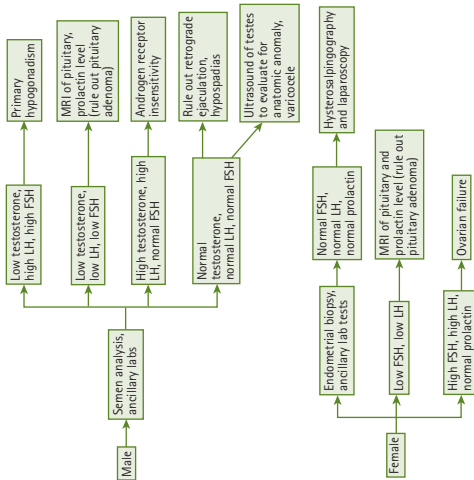 Male
Semen analysis,
ancillary labs
Low testosterone,
high LH, high FSH
Primary
hypogonadism
Low testosterone,
low LH, low FSH
MRI of pituitary,
prolactin level
(rule out pituitary
adenoma)
High testosterone, high
LH, normal FSH
Androgen receptor
insensitivity
Normal
testosterone,
normal LH, normal FSH
Rule out retrograde
ejaculation,
hypospadias
Ultrasound of testes
to evaluate for
anatomic anomaly,
varicocele
Female
Endometrial biopsy,
ancillary lab tests
Normal FSH,
normal LH,
normal prolactin
Hysterosalpingography
and laparoscopy
Low FSH, low LH
MRI of pituitary and
prolactin level (rule out
pituitary adenoma)
High FSH, high LH,
normal prolactin
Ovarian failure